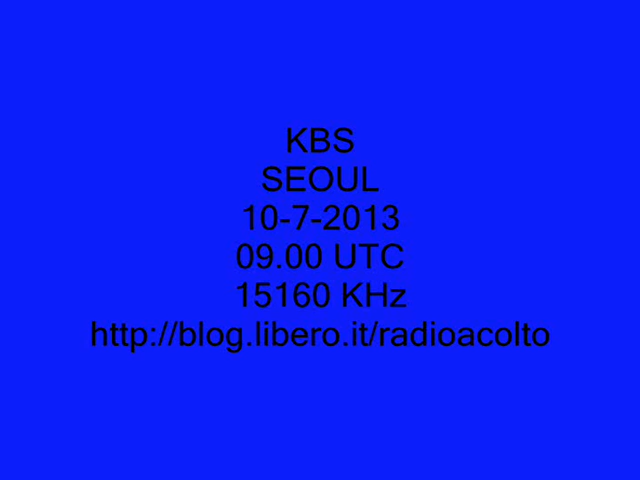 KBS
SEOUL
10-7-2013
09.00 UTC
15160 KHz
http://blog.libero.it/radioacolto